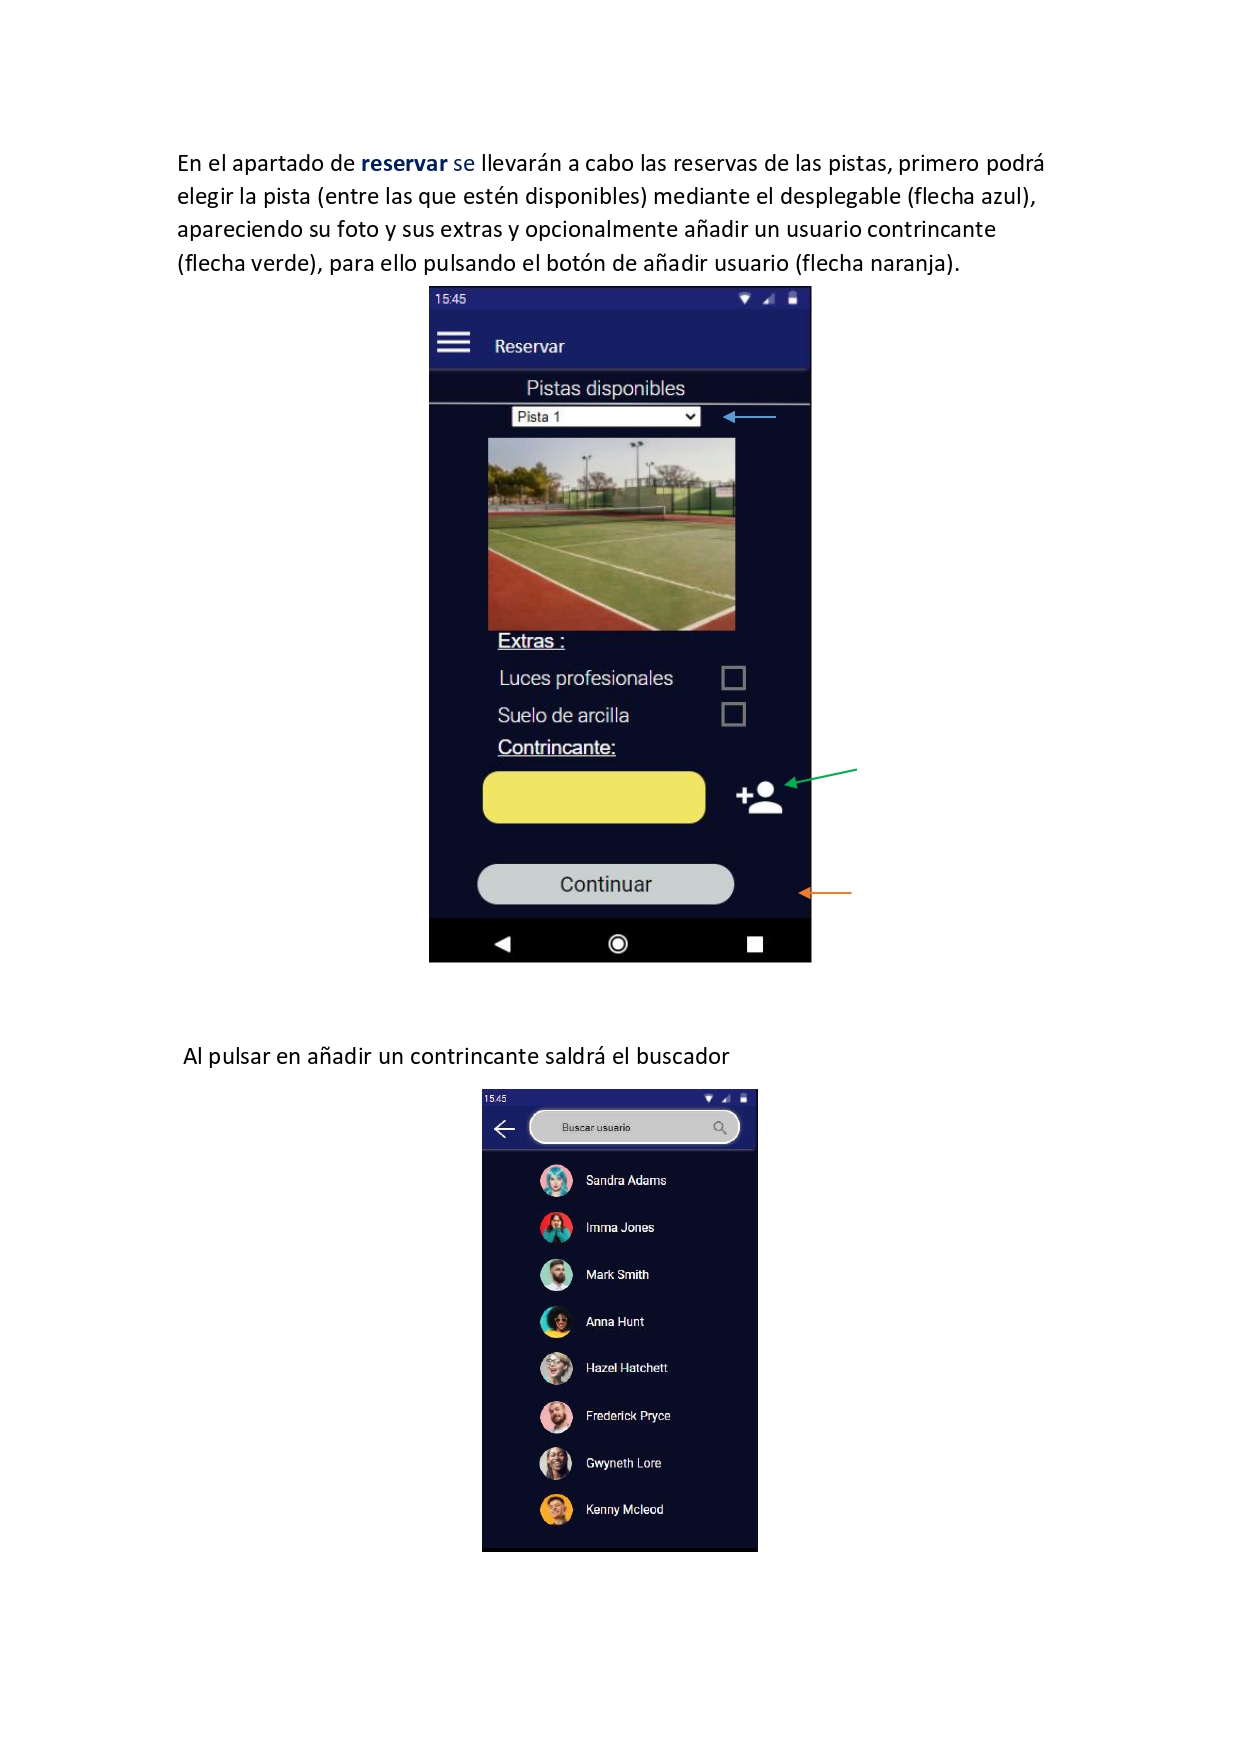 En el apartado de reservar se llevarán a cabo las reservas de las pistas, primero podrá
elegir la pista (entre las que estén disponibles) mediante el desplegable (flecha azul),
apareciendo su foto y sus extras y opcionalmente añadir un usuario contrincante
(flecha verde), para ello pulsando el botón de añadir usuario (flecha naranja).
15:45
Reservar
Pistas disponibles
Pista 1
Extras :
Luces profesionales
Suelo de arcilla
Contrincante:
Continuar
Al pulsar en añadir un contrincante saldrá el buscador
15:45
Buscar usuario
Sandra Adams
Imma Jones
Mark Smith
Anna Hunt
Hazel Hatchett
Frederick Pryce
Gwyneth Lore
Kenny Mcleod